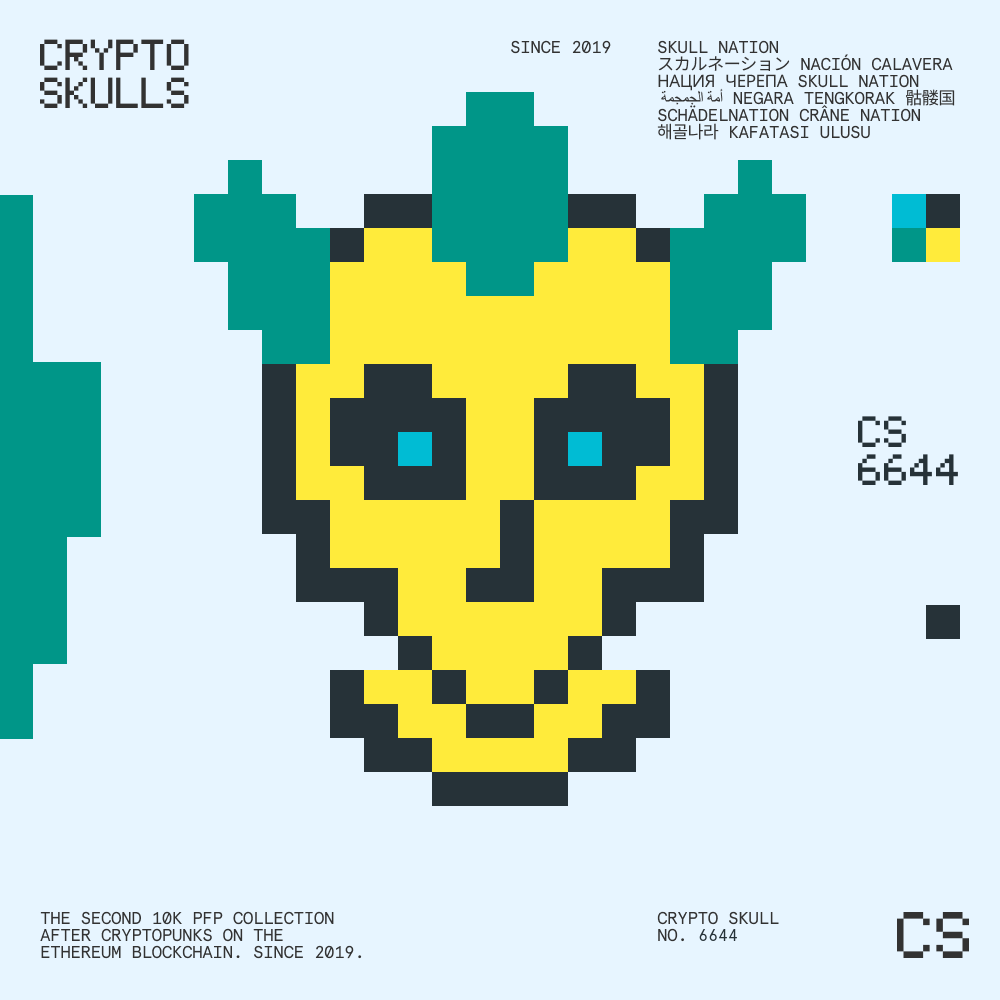 CRYPTO
SKULLS
SINCE 2019
SKULL NATION
スカルネーション NACIÓN CALAVERA
НАЦИЯ ЧЕРЕПА SKULL NATION
أمة الجمجمة NEGARA TENGKORAK 骷髅国
SCHÄDELNATION CRÂNE NATION
해골나라 KAFATASI ULUSU
CS
6644
THE SECOND 10K PFP COLLECTION
AFTER CRYPTOPUNKS ON THE
ETHEREUM BLOCKCHAIN. SINCE 2019.
CRYPTO SKULL
NO. 6644
CS